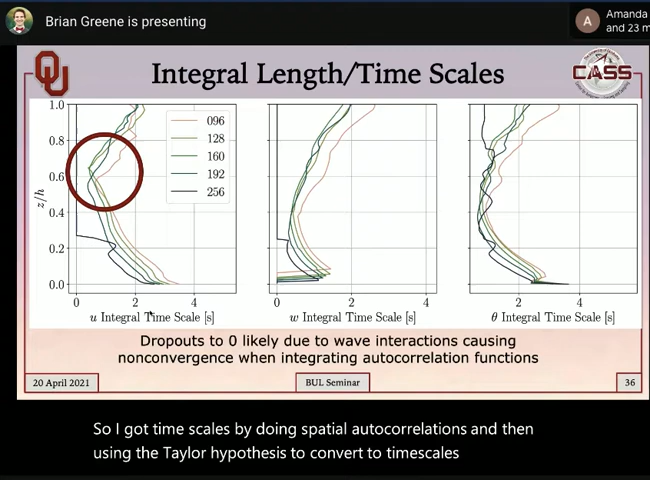 Brian Greene is presenting
A
Amanda
and 23 m
Integral Length/Time Scales
CASS
1.0
0.8
0.6
0.4
0.2
0.0
z/h
096
128
160
192
256
0 2 4
u Integral Time Scale [s]
0 2 4
w Integral Time Scale [s]
2 4
θ Integral Time Scale [s]
Dropouts to 0 likely due to wave interactions causing
nonconvergence when integrating autocorrelation functions
20 April 2021
BUL Seminar
36
So I got time scales by doing spatial autocorrelations and then
using the Taylor hypothesis to convert to timescales